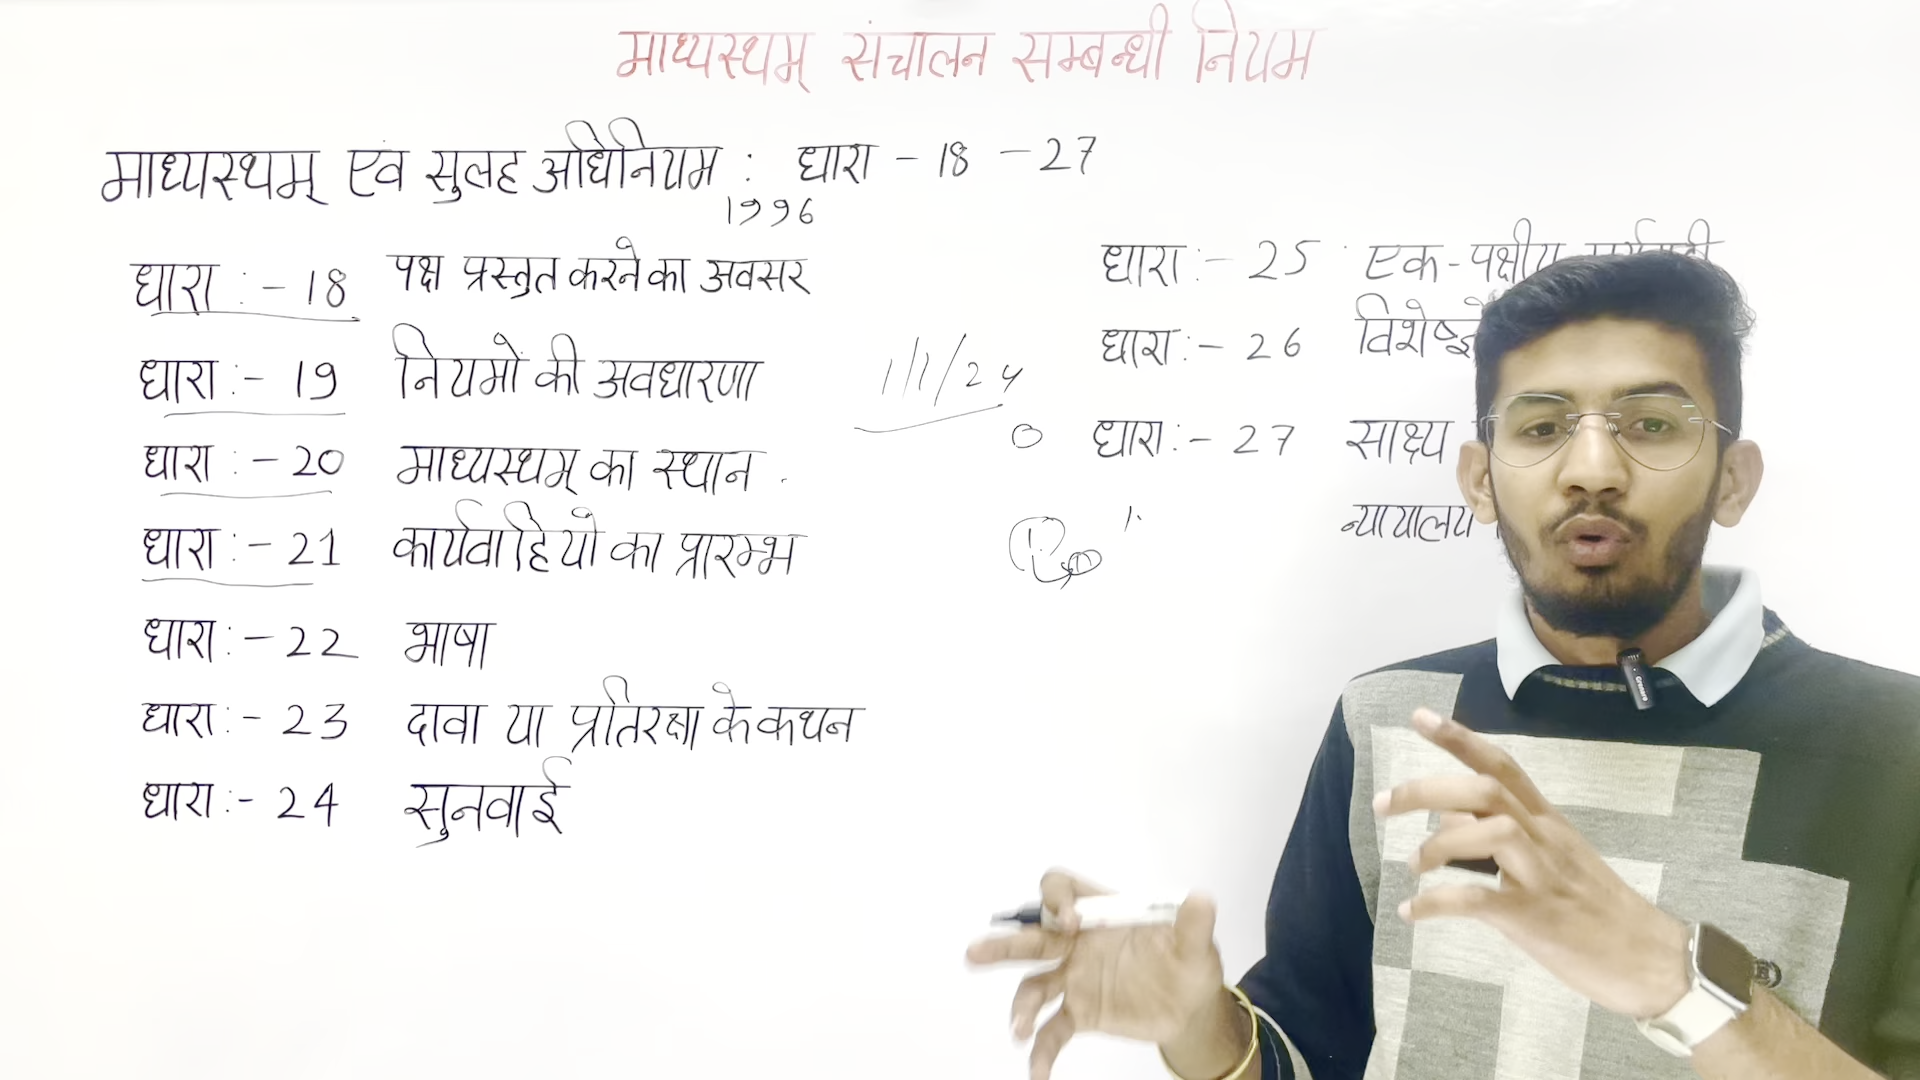 माध्यस्थम् संचालन सम्बन्धी नियम
माध्यस्थम् एवं सुलह अधिनियम : धारा - 18 - 27
1996
धारा :- 18 पक्ष प्रस्तुत करने का अवसर
धारा :- 19 नियमो की अवधारणा
धारा :- 20 माध्यस्थम् का स्थान .
धारा :- 21 कार्यवाहियो का प्रारम्भ
धारा :- 22 भाषा
धारा :- 23 दावा या प्रतिरक्षा के कथन
धारा :- 24 सुनवाई
1/1/24
धारा :- 25 एक-पक्षीय
धारा :- 26
धारा :- 27 साक्ष्य
न्यायालय